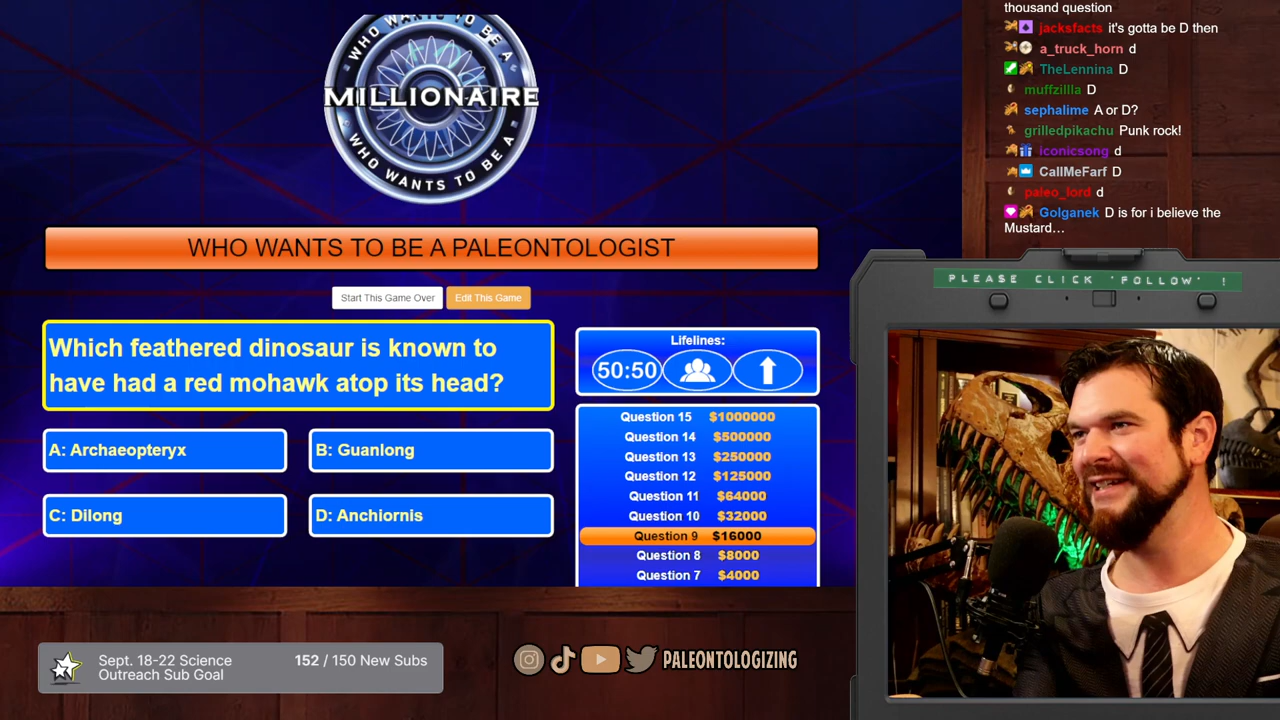 WHO WANTS TO BE A
MILLIONAIRE
WHO WANTS TO BE A
WHO WANTS TO BE A PALEONTOLOGIST
Start This Game Over
Edit This Game
Which feathered dinosaur is known to
have had a red mohawk atop its head?
A: Archaeopteryx
B: Guanlong
C: Dilong
D: Anchiornis
Lifelines:
50:50
Question 15 $1000000
Question 14 $500000
Question 13 $250000
Question 12 $125000
Question 11 $64000
Question 10 $32000
Question 9 $16000
Question 8 $8000
Question 7 $4000
thousand question
jacksfacts it's gotta be D then
a_truck_horn d
TheLennina D
muffzillla D
sephalime A or D?
grilledpikachu Punk rock!
iconicsong d
CallMeFarf D
paleo_lord d
Golganek D is for i believe the
Mustard…
PLEASE CLICK 'FOLLOW' !
Sept. 18-22 Science
Outreach Sub Goal
152 / 150 New Subs
PALEONTOLOGIZING